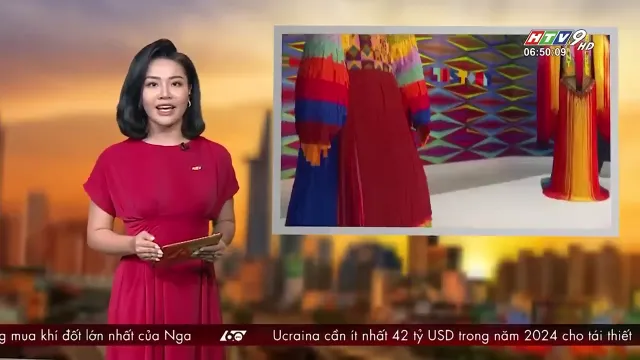 HTV9 HD
06:50:09
g mua khí đốt lớn nhất của Nga
60
Ucraina cần ít nhất 42 tỷ USD trong năm 2024 cho tái thiết